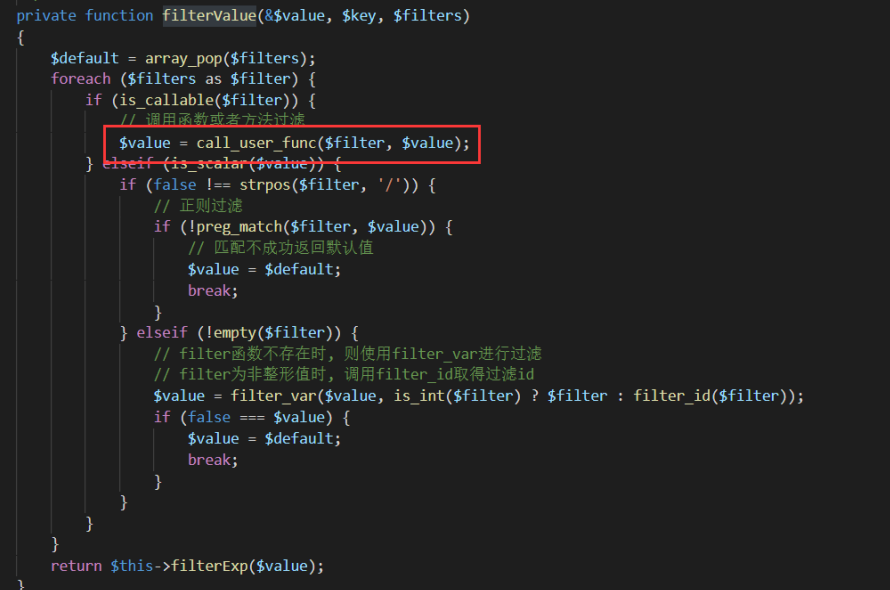 private function filterValue(&$value, $key, $filters)
{
    $default = array_pop($filters);
    foreach ($filters as $filter) {
        if (is_callable($filter)) {
            // 调用函数或者方法过滤
            $value = call_user_func($filter, $value);
        } elseif (is_scalar($value)) {
            if (false !== strpos($filter, '/')) {
                // 正则过滤
                if (!preg_match($filter, $value)) {
                    // 匹配不成功返回默认值
                    $value = $default;
                    break;
                }
            } elseif (!empty($filter)) {
                // filter函数不存在时, 则使用filter_var进行过滤
                // filter为非整形值时, 调用filter_id取得过滤id
                $value = filter_var($value, is_int($filter) ? $filter : filter_id($filter));
                if (false === $value) {
                    $value = $default;
                    break;
                }
            }
        }
    }
    return $this->filterExp($value);
}